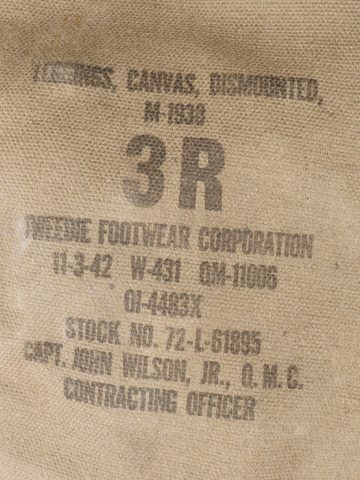 LEGGINGS, CANVAS, DISMOUNTED,
M-1938
3R
TWEEDIE FOOTWEAR CORPORATION
11-3-42 W-431 QM-11006
OI-4483X
STOCK NO. 72-L-61895
CAPT. JOHN WILSON, JR., Q.M.C.
CONTRACTING OFFICER